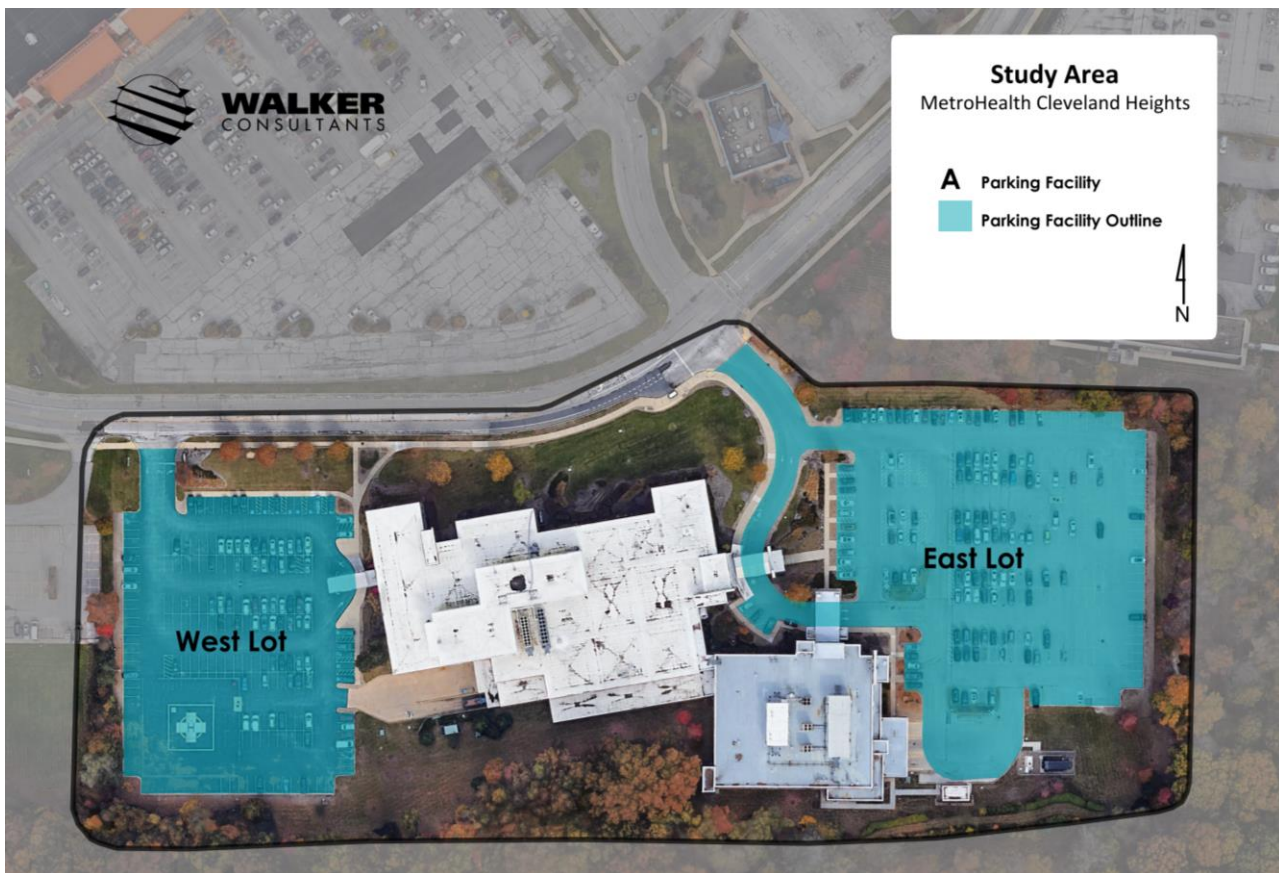 WALKER
CONSULTANTS
Study Area
MetroHealth Cleveland Heights
A Parking Facility
Parking Facility Outline
N
East Lot
West Lot